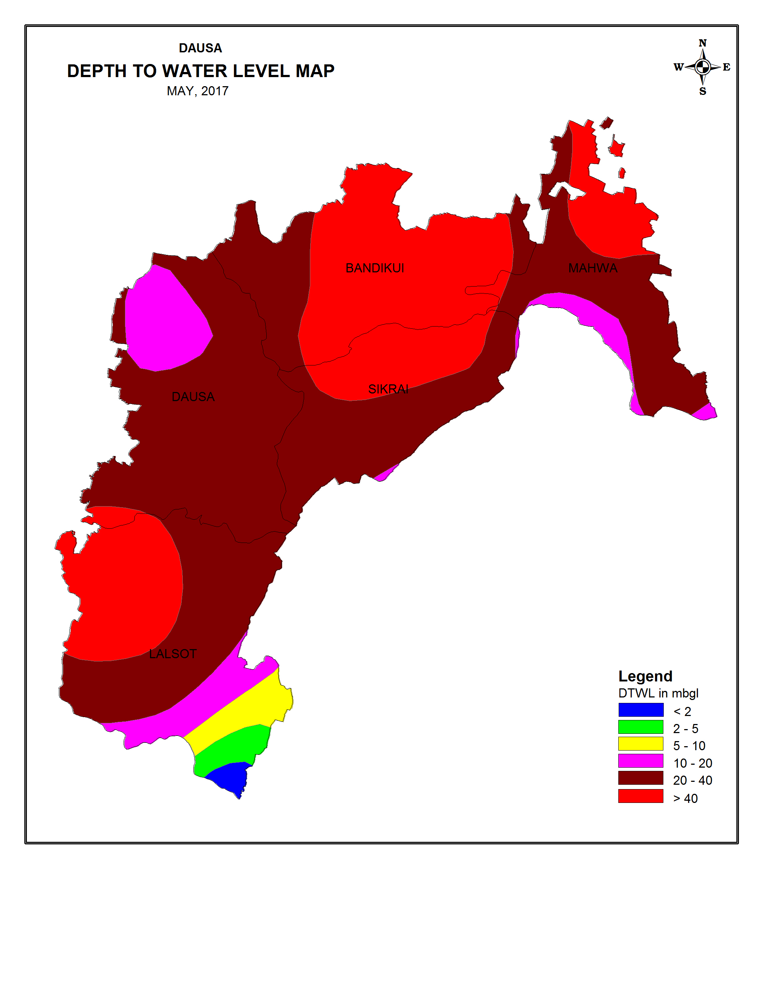 DAUSA
DEPTH TO WATER LEVEL MAP
MAY, 2017
N
W E
S
BANDIKUI
MAHWA
SIKRAI
DAUSA
LALSOT
Legend
DTWL in mbgl
< 2
2 - 5
5 - 10
10 - 20
20 - 40
> 40